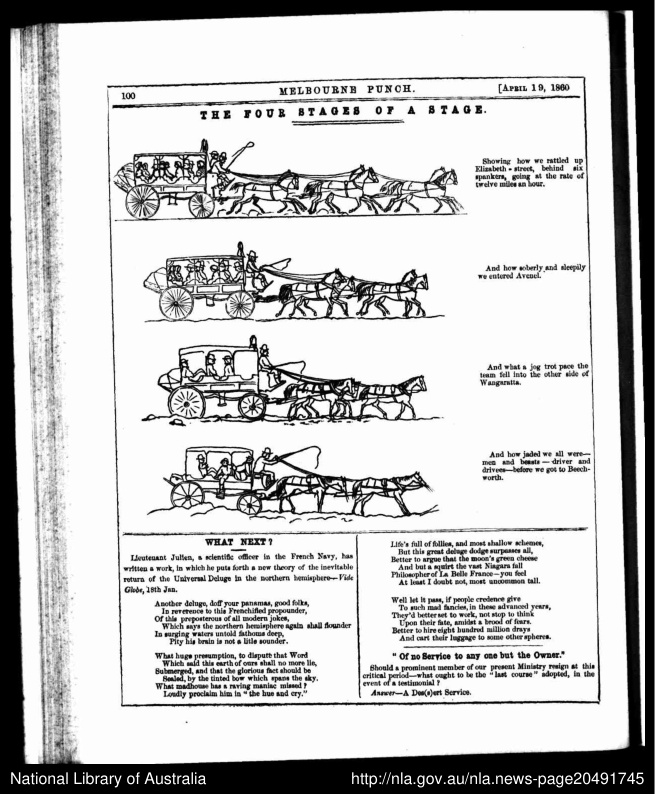 100
MELBOURNE PUNCH.
[APRIL 19, 1860
THE FOUR STAGES OF A STAGE.
Showing how we rattled up
Elizabeth-street, behind six
spankers, going at the rate of
twelve miles an hour.
And how soberly and sleepily
we entered Avenel.
And what a jog trot pace the
team fell into the other side of
Wangaratta.
And how jaded we all were—
men and beasts—driver and
drivees—before we got to Beech-
worth.
WHAT NEXT?
Lieutenant Julien, a scientific officer in the French Navy, has
written a work, in which he puts forth a new theory of the inevitable
return of the Universal Deluge in the northern hemisphere—Vide
Globe, 18th Jan.
Another deluge, doff your panamas, good folks,
In reverence to this Frenchified propounder,
Of this preposterous of all modern jokes,
Which says the northern hemisphere again shall flounder
In surging waters untold fathoms deep,
Pity his brain is not a little sounder.
What huge presumption, to dispute that Word
Which said this earth of ours shall no more lie,
Submerged, and that the glorious fact should be
Sealed, by the tinted bow which spans the sky.
What madhouse has a raving maniac missed?
Loudly proclaim him in "the hue and cry."
Life's full of follies, and most shallow schemes,
But this great deluge dodge surpasses all,
Better to argue that the moon's green cheese
And but a squirt the vast Niagara fall
Philosopher of La Belle France—you feel
At least I doubt not, most uncommon tall.
Well let it pass, if people credence give
To such mad fancies, in these advanced years,
They'd better set to work, not stop to think
Upon their fate, amidst a brood of fears.
Better to hire eight hundred million drays
And cart their luggage to some other spheres.
"Of no Service to any one but the Owner."
Should a prominent member of our present Ministry resign at this
critical period—what ought to be the "last course" adopted, in the
event of a testimonial?
Answer—A Des(s)ert Service.
National Library of Australia
http://nla.gov.au/nla.news-page20491745